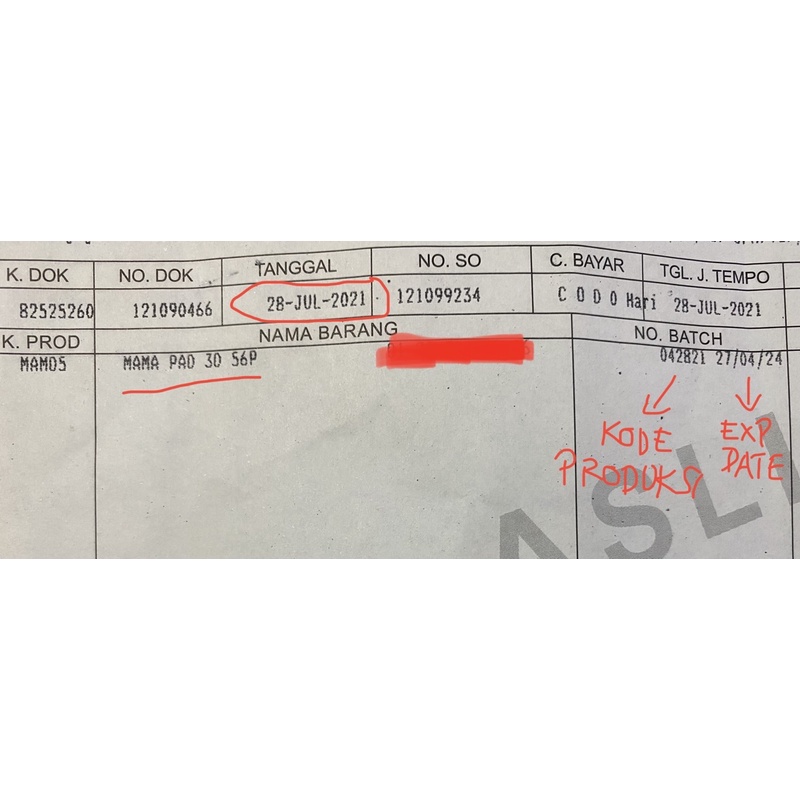 K. DOK NO. DOK TANGGAL NO. SO C. BAYAR TGL. J. TEMPO
82525260 121090466 28-JUL-2021 121099234 C O D 0 Hari 28-JUL-2021
K. PROD NAMA BARANG NO. BATCH
MAM05 MAMA PAD 30 S6P 042821 27/04/24
KODE PRODUKSI
EXP DATE
ASLI